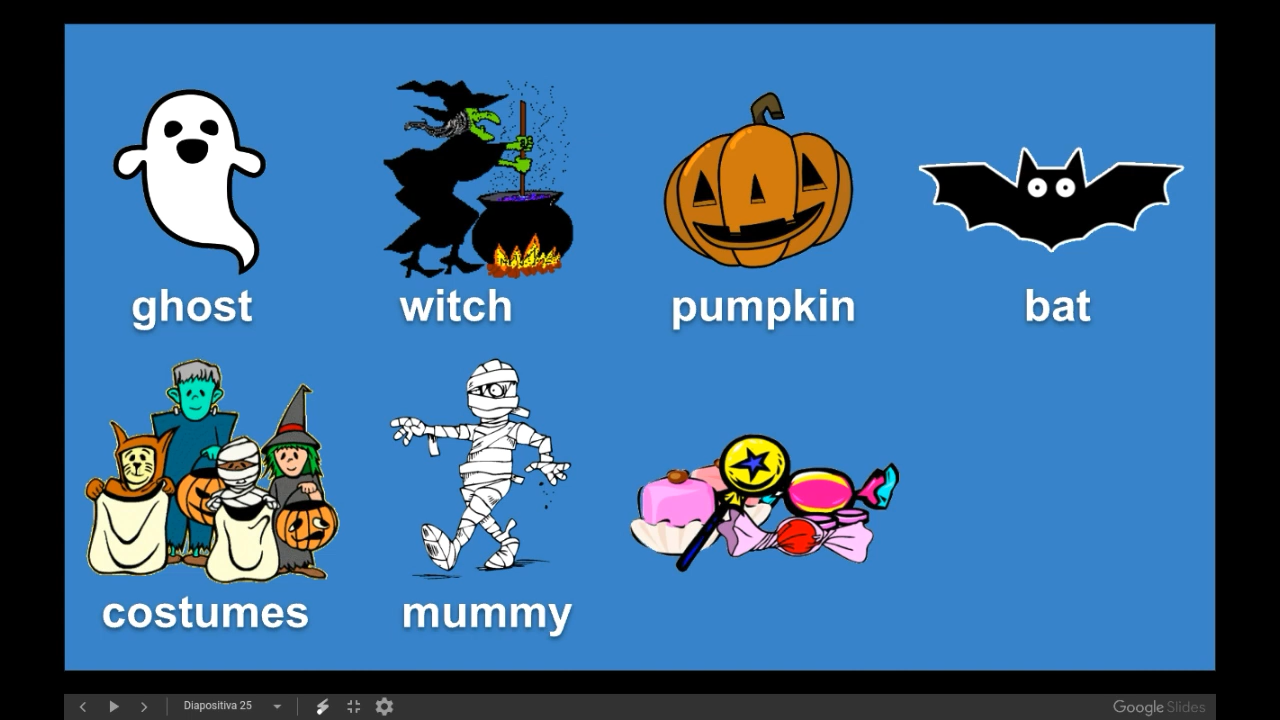 ghost
witch
pumpkin
bat
costumes
mummy
Diapositiva 25
Google Slides